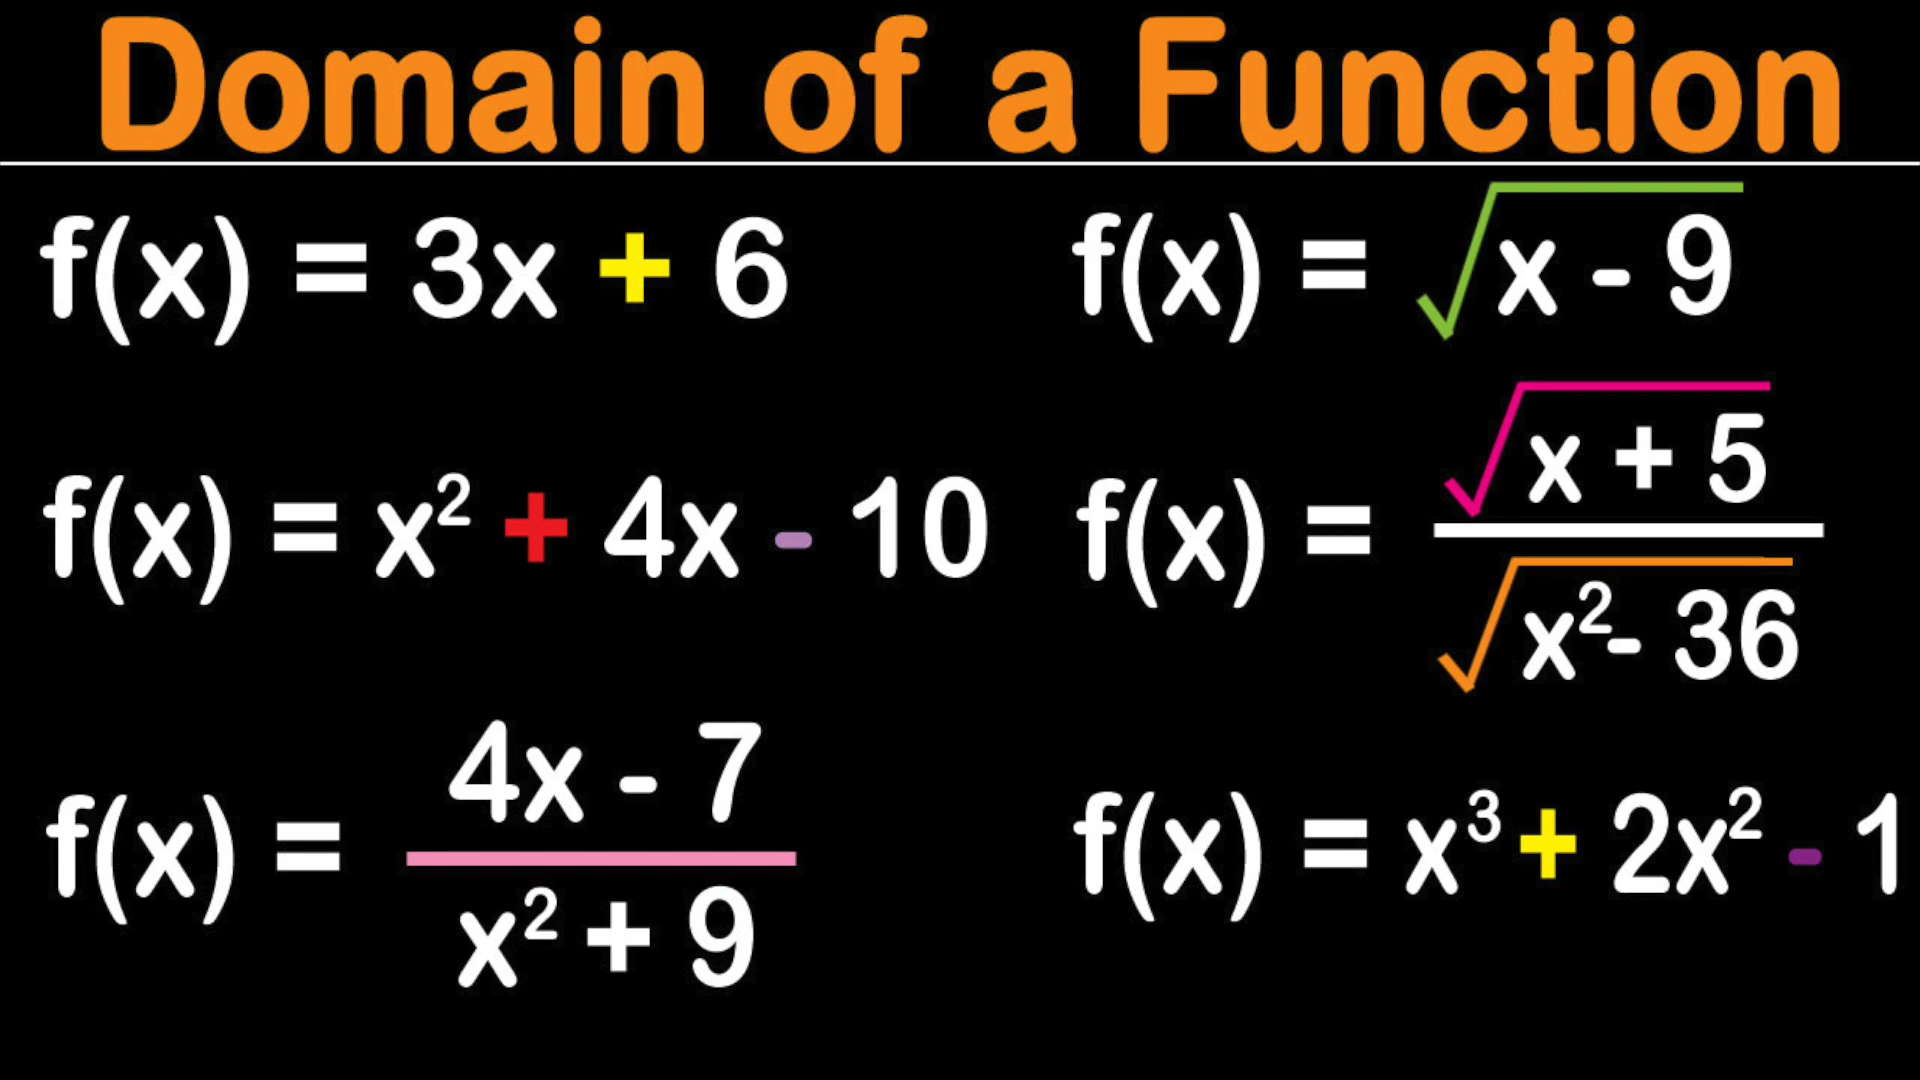 Domain of a Function
f(x) = 3x + 6
f(x) = x² + 4x - 10
f(x) = 4x - 7 / x² + 9
f(x) = √x - 9
f(x) = √x + 5 / √x² - 36
f(x) = x³ + 2x² - 1